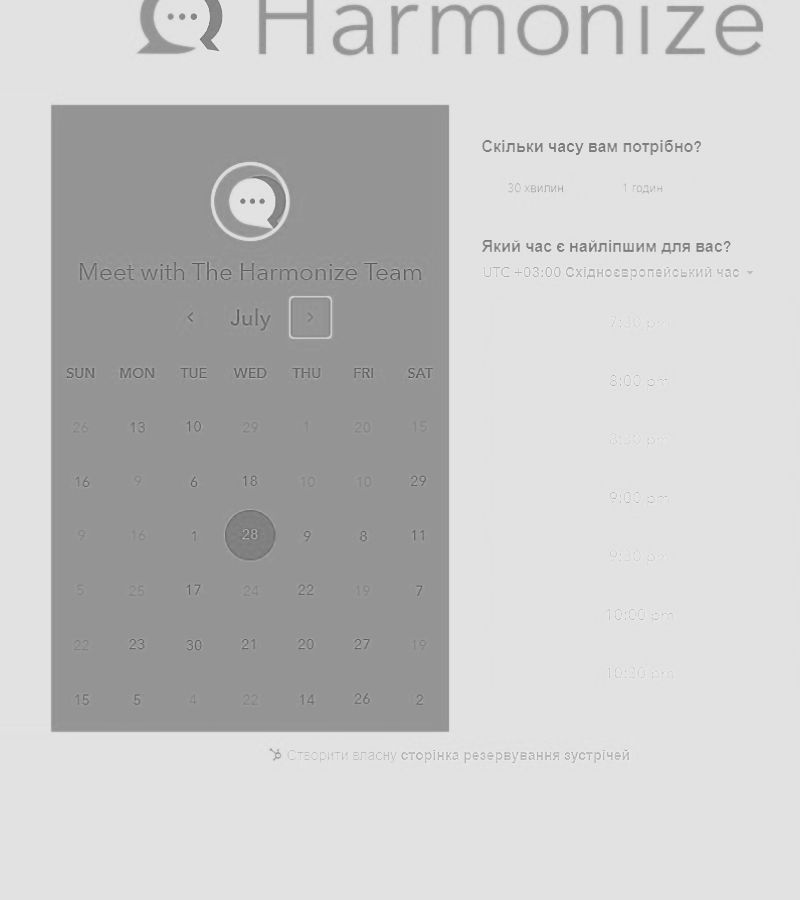 Harmonize
Meet with The Harmonize Team
July
SUN MON TUE WED THU FRI SAT
26 13 10 29 1 20 15
16 9 6 18 10 10 29
9 16 1 28 9 8 11
5 25 17 24 22 19 7
22 23 30 21 20 27 19
15 5 4 22 14 26 2
Скільки часу вам потрібно?
30 хвилин 1 годин
Який час є найліпшим для вас?
UTC +03:00 Східноєвропейський час
7:30 pm
8:00 pm
8:30 pm
9:00 pm
9:30 pm
10:00 pm
10:30 pm
Створити власну сторінка резервування зустрічей